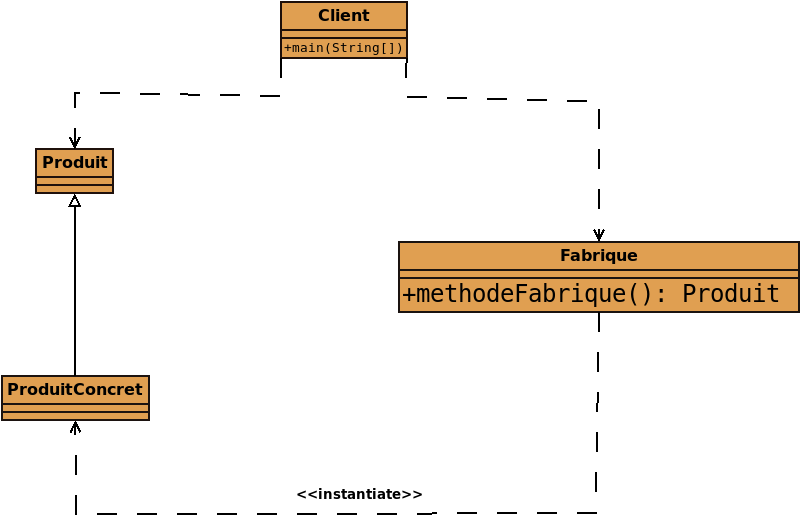 Client
+main(String[])
Produit
Fabrique
+methodeFabrique(): Produit
ProduitConcret
<<instantiate>>